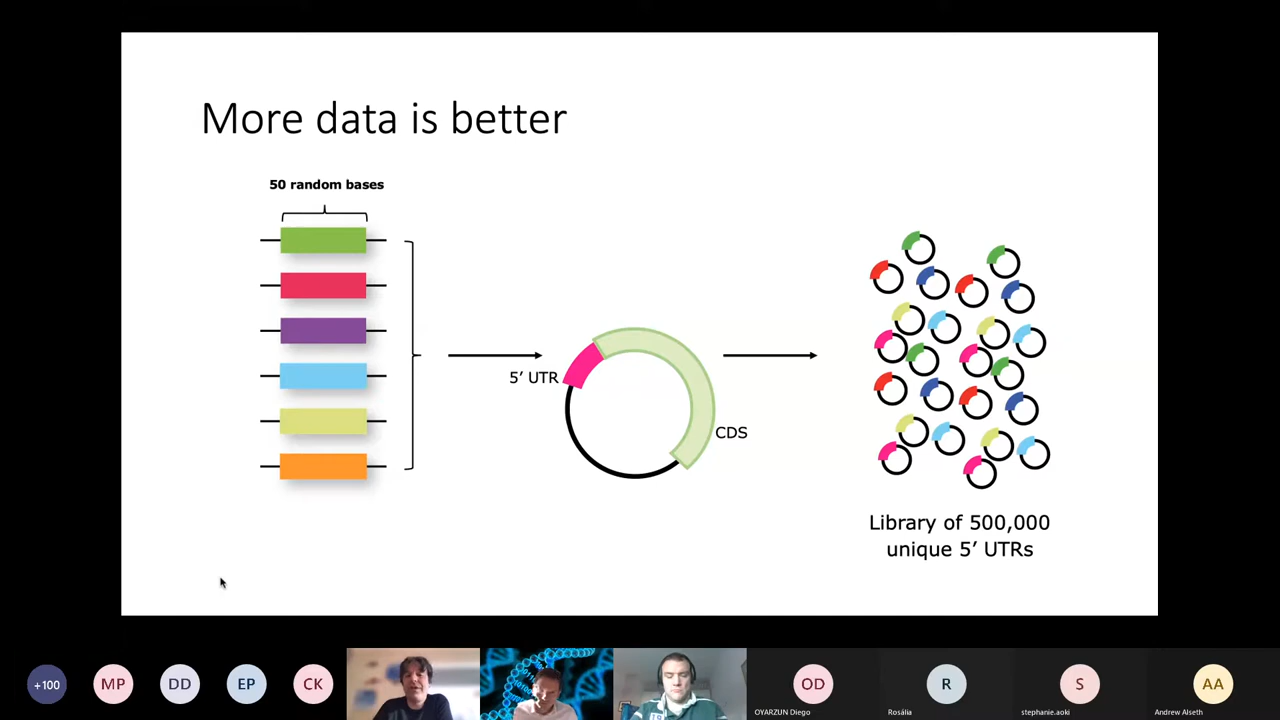 More data is better
50 random bases
5’ UTR
CDS
Library of 500,000
unique 5’ UTRs
+100
MP
DD
EP
CK
OD
R
S
AA
OYARZUN Diego
Rosália
stephanie.aoki
Andrew Alseth